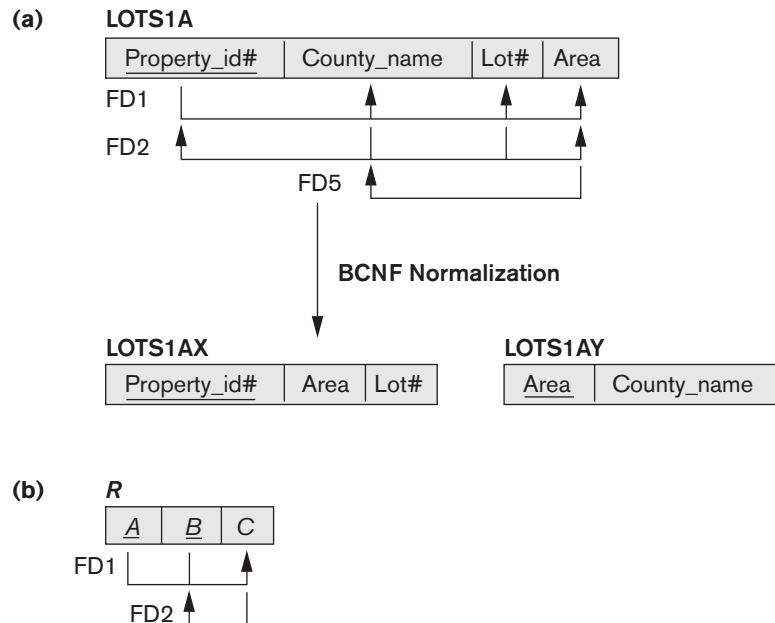 (a) LOTS1A
Property_id# County_name Lot# Area
FD1
FD2
FD5
BCNF Normalization
LOTS1AX LOTS1AY
Property_id# Area Lot# Area County_name
(b) R
A B C
FD1
FD2